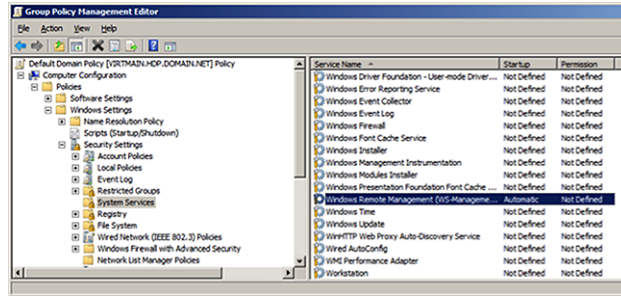 Group Policy Management Editor
File Action View Help
Default Domain Policy [VIRTMAIN.HDP.DOMAIN.NET] Policy
Computer Configuration
Policies
Software Settings
Windows Settings
Name Resolution Policy
Scripts (Startup/Shutdown)
Security Settings
Account Policies
Local Policies
Event Log
Restricted Groups
System Services
Registry
File System
Wired Network (IEEE 802.3) Policies
Windows Firewall with Advanced Security
Network List Manager Policies
Service Name Startup Permission
Windows Driver Foundation - User-mode Driver... Not Defined Not Defined
Windows Error Reporting Service Not Defined Not Defined
Windows Event Collector Not Defined Not Defined
Windows Event Log Not Defined Not Defined
Windows Firewall Not Defined Not Defined
Windows Font Cache Service Not Defined Not Defined
Windows Installer Not Defined Not Defined
Windows Management Instrumentation Not Defined Not Defined
Windows Modules Installer Not Defined Not Defined
Windows Presentation Foundation Font Cache ... Not Defined Not Defined
Windows Remote Management (WS-Manageme... Automatic Not Defined
Windows Time Not Defined Not Defined
Windows Update Not Defined Not Defined
WinHTTP Web Proxy Auto-Discovery Service Not Defined Not Defined
Wired AutoConfig Not Defined Not Defined
WMI Performance Adapter Not Defined Not Defined
Workstation Not Defined Not Defined